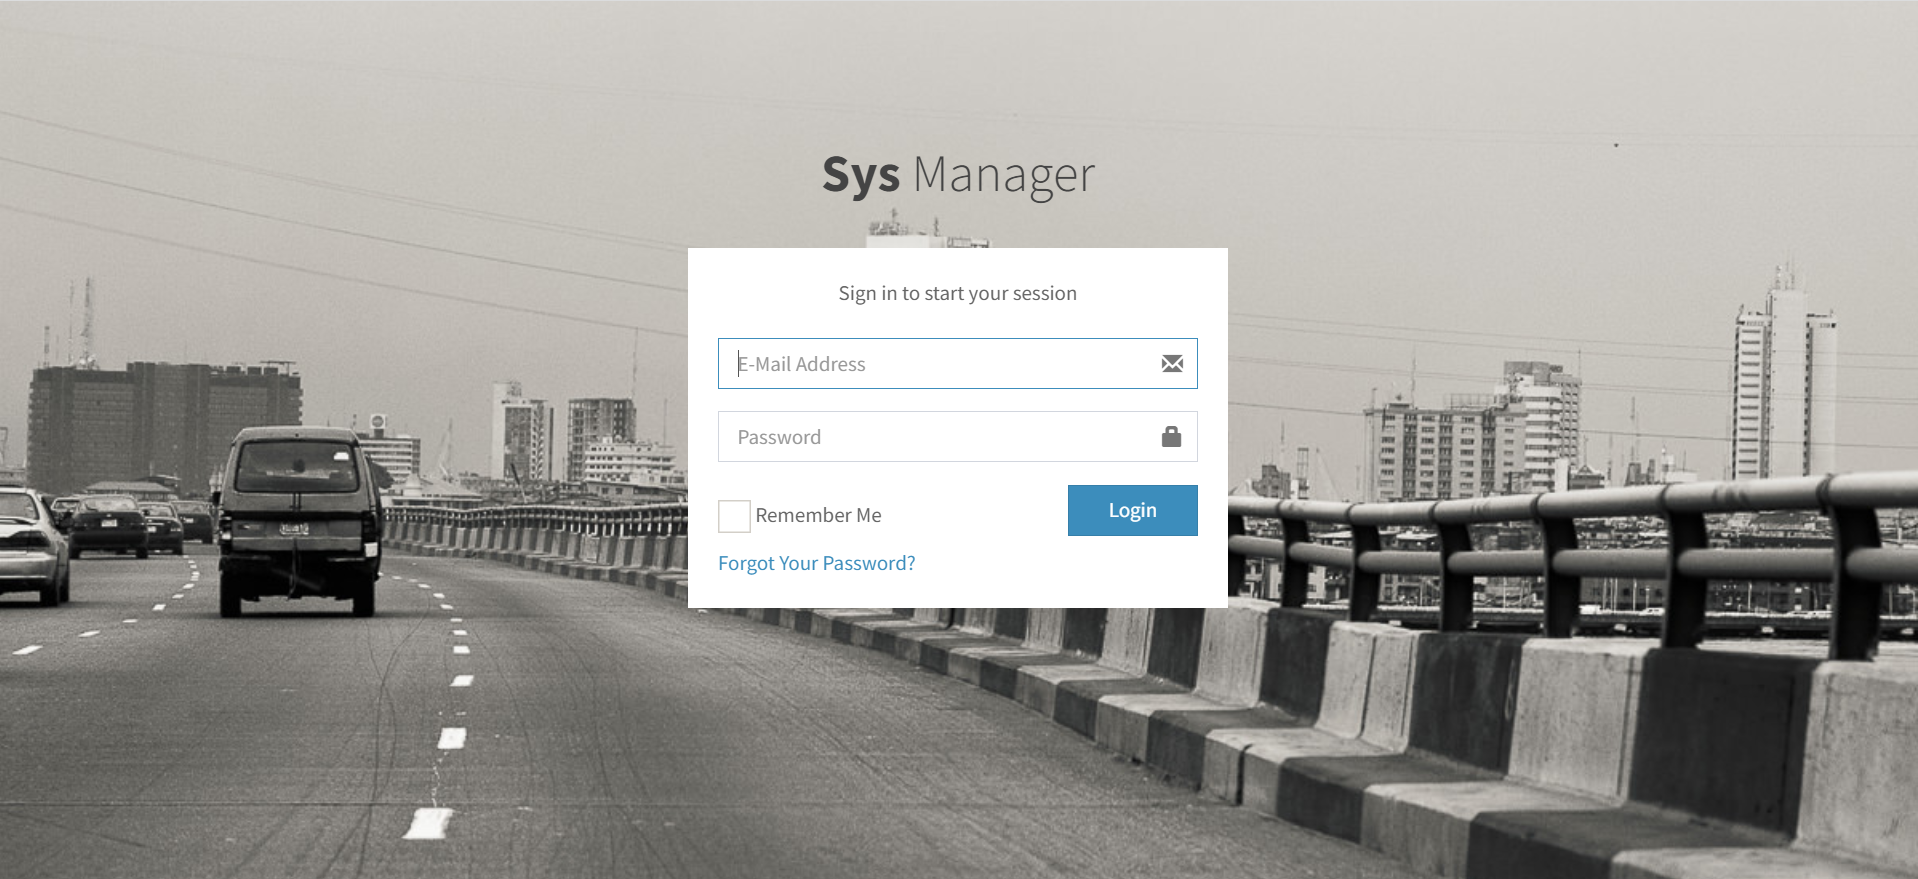 Sys Manager
Sign in to start your session
E-Mail Address
Password
Remember Me
Login
Forgot Your Password?